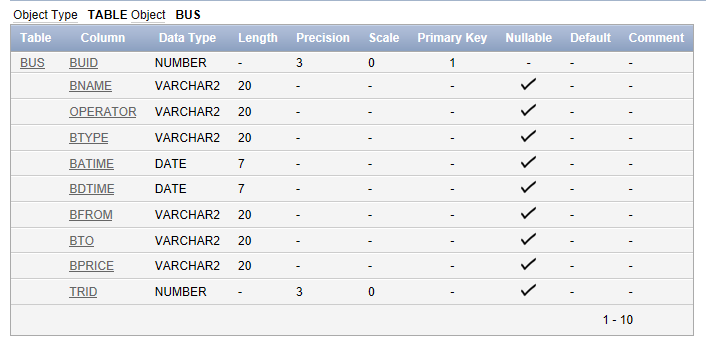 Object Type TABLE Object BUS
Table Column Data Type Length Precision Scale Primary Key Nullable Default Comment
BUS BUID NUMBER - 3 0 1 - - -
BNAME VARCHAR2 20 - - - ✓ - -
OPERATOR VARCHAR2 20 - - - ✓ - -
BTYPE VARCHAR2 20 - - - ✓ - -
BATIME DATE 7 - - - ✓ - -
BDTIME DATE 7 - - - ✓ - -
BFROM VARCHAR2 20 - - - ✓ - -
BTO VARCHAR2 20 - - - ✓ - -
BPRICE VARCHAR2 20 - - - ✓ - -
TRID NUMBER - 3 0 - ✓ - -
1 - 10